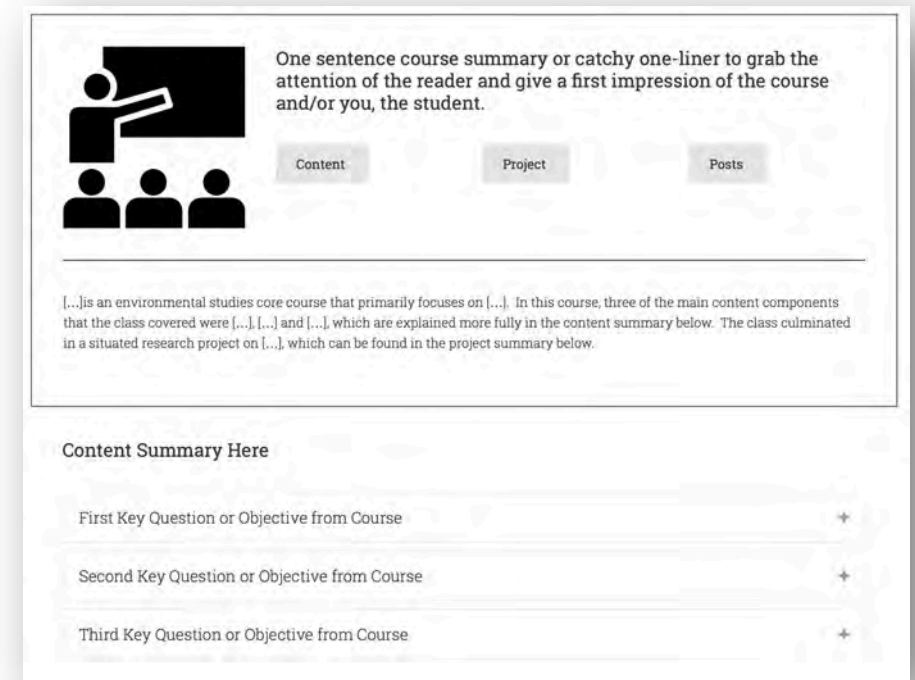 One sentence course summary or catchy one-liner to grab the
attention of the reader and give a first impression of the course
and/or you, the student.
Content Project Posts
[...]is an environmental studies core course that primarily focuses on [...]. In this course, three of the main content components
that the class covered were [...], [...] and [...], which are explained more fully in the content summary below. The class culminated
in a situated research project on [...], which can be found in the project summary below.
Content Summary Here
First Key Question or Objective from Course +
Second Key Question or Objective from Course +
Third Key Question or Objective from Course +